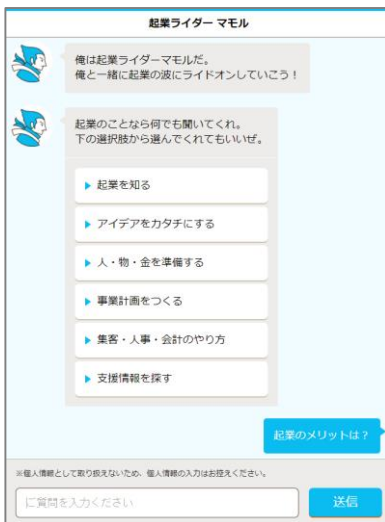 起業ライダー マモル
俺は起業ライダーマモルだ。
俺と一緒に起業の波にライドオンしていこう！
起業のことなら何でも聞いてくれ。
下の選択肢から選んでくれてもいいぜ。
起業を知る
アイデアをカタチにする
人・物・金を準備する
事業計画をつくる
集客・人事・会計のやり方
支援情報を探す
起業のメリットは？
※個人情報として取り扱えないため、個人情報の入力はお控えください。
に質問を入力ください
送信